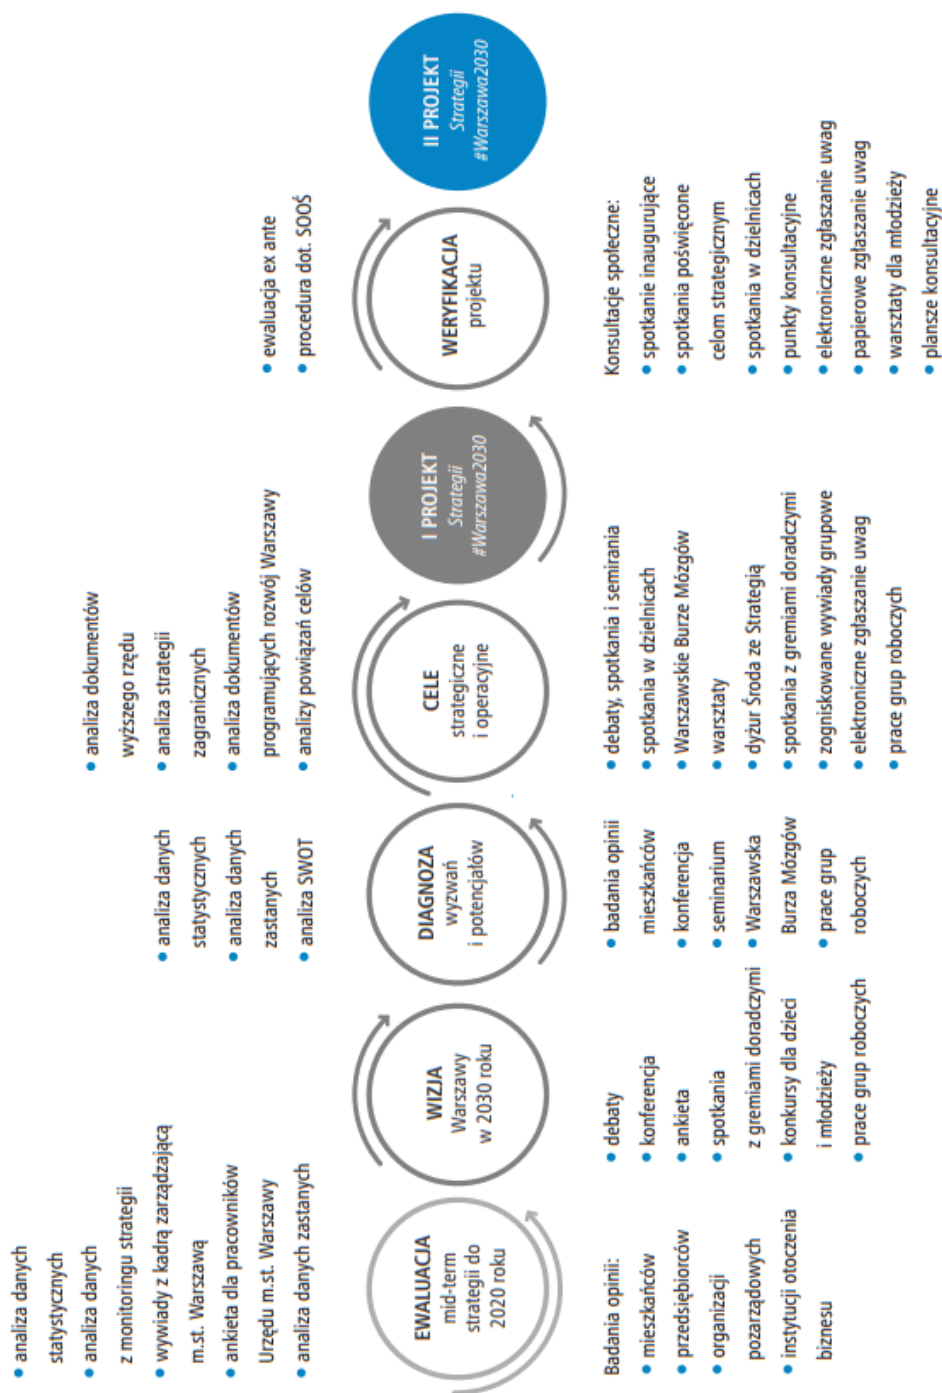 • analiza danych
statystycznych
• analiza danych
z monitoringu strategii
• wywiady z kadrą zarządzającą
m.st. Warszawą
• ankieta dla pracowników
Urzędu m.st. Warszawy
• analiza danych zastanych
• analiza danych
statystycznych
• analiza danych
zastanych
• analiza SWOT
• analiza dokumentów
wyższego rzędu
• analiza strategii
zagranicznych
• analiza dokumentów
programujących rozwój Warszawy
• analizy powiązań celów
• ewaluacja ex ante
• procedura dot. SOOŚ
EWALUACJA
mid-term
strategii do
2020 roku
WIZJA
Warszawy
w 2030 roku
DIAGNOZA
wyzwań
i potencjałów
CELE
strategiczne
i operacyjne
I PROJEKT
Strategii
#Warszawa2030
WERYFIKACJA
projektu
II PROJEKT
Strategii
#Warszawa2030
Badania opinii:
• mieszkańców
• przedsiębiorców
• organizacji
pozarządowych
• instytucji otoczenia
biznesu
• debaty
• konferencja
• ankieta
• spotkania
z gremiami doradczymi
• konkursy dla dzieci
i młodzieży
• prace grup roboczych
• badania opinii
mieszkańców
• konferencja
• seminarium
• Warszawska
Burza Mózgów
• prace grup
roboczych
• debaty, spotkania i semirania
• spotkania w dzielnicach
• Warszawskie Burze Mózgów
• warsztaty
• dyżur Środa ze Strategią
• spotkania z gremiami doradczymi
• zogniskowane wywiady grupowe
• elektroniczne zgłaszanie uwag
• prace grup roboczych
Konsultacje społeczne:
• spotkanie inaugurujące
• spotkania poświęcone
celom strategicznym
• spotkania w dzielnicach
• punkty konsultacyjne
• elektroniczne zgłaszanie uwag
• papierowe zgłaszanie uwag
• warsztaty dla młodzieży
• plansze konsultacyjne